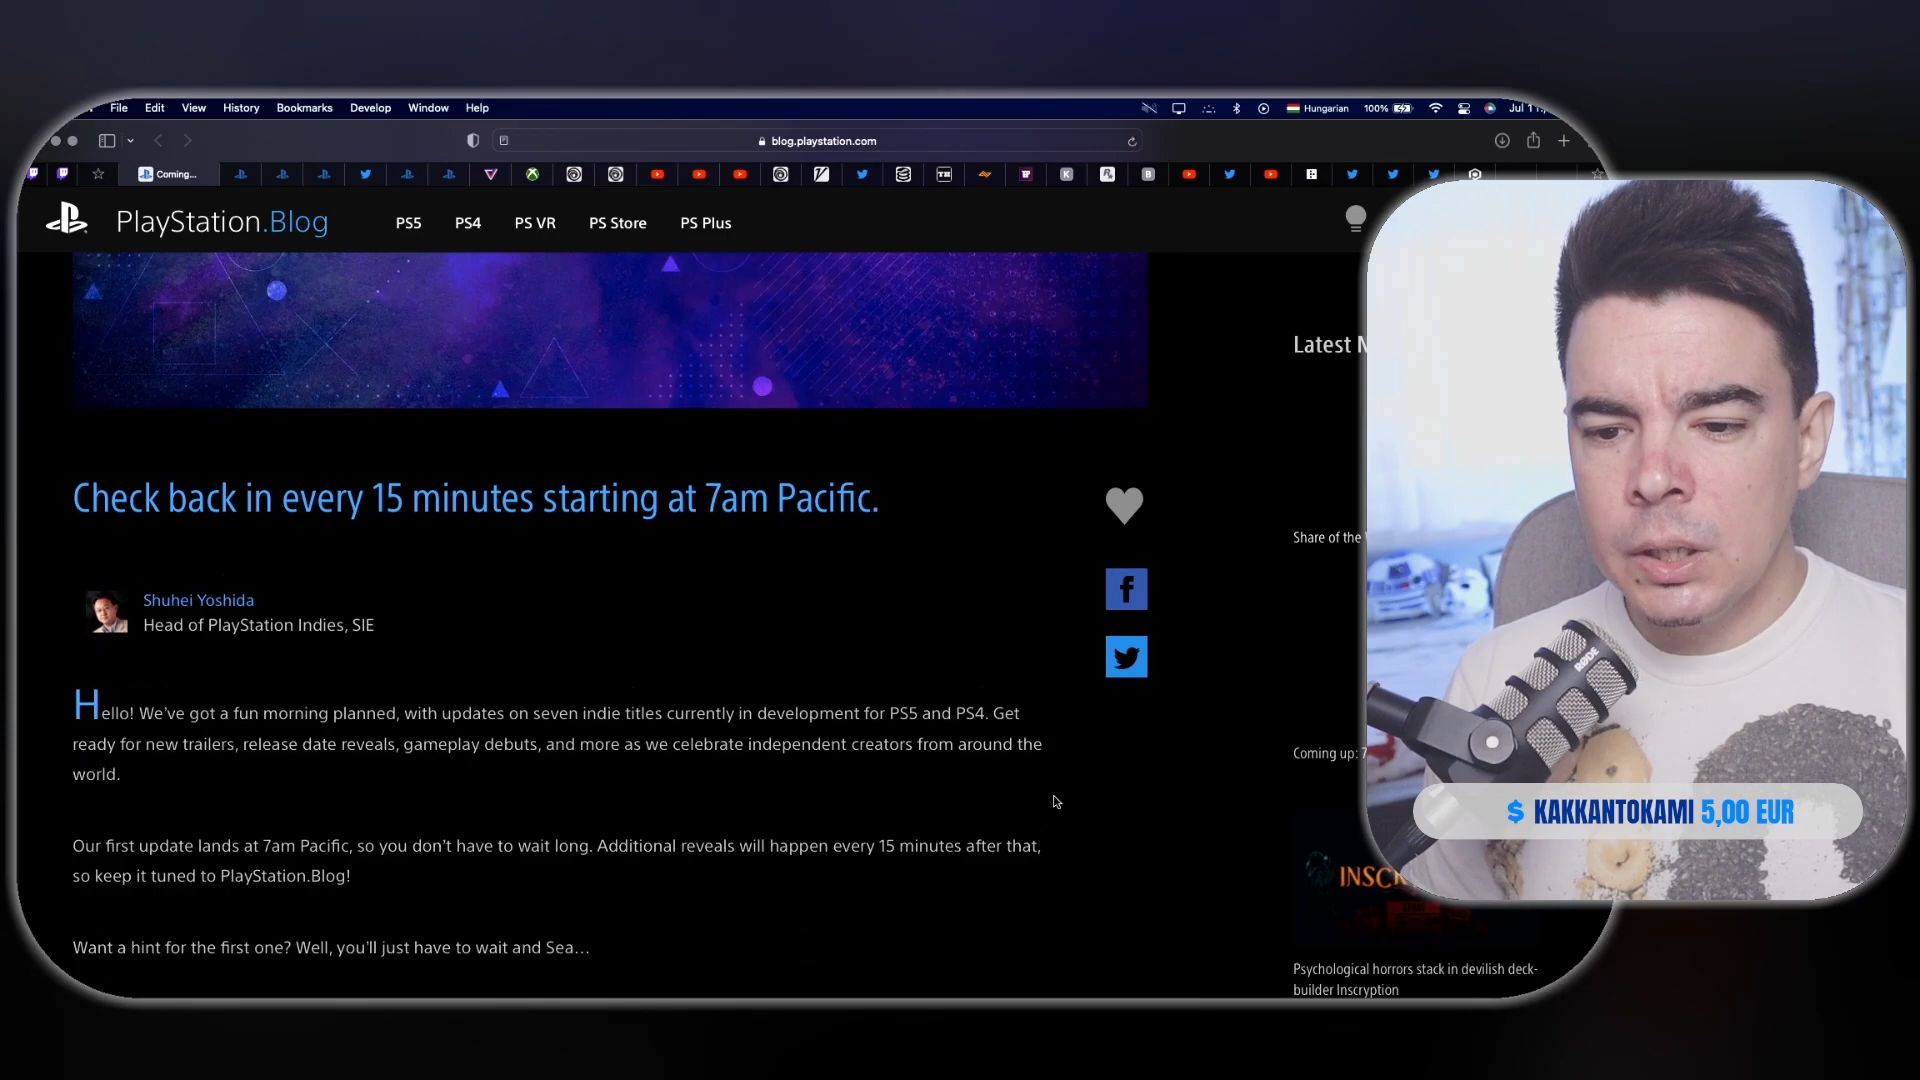 File Edit View History Bookmarks Develop Window Help
Hungarian 100% Jul 1
blog.playstation.com
Coming...
PlayStation.Blog PS5 PS4 PS VR PS Store PS Plus
Latest
Check back in every 15 minutes starting at 7am Pacific.
Share of the
Shuhei Yoshida
Head of PlayStation Indies, SIE
Hello! We've got a fun morning planned, with updates on seven indie titles currently in development for PS5 and PS4. Get
ready for new trailers, release date reveals, gameplay debuts, and more as we celebrate independent creators from around the
world.
Coming up: 7
RØDE
$ KAKKANTOKAMI 5,00 EUR
Our first update lands at 7am Pacific, so you don't have to wait long. Additional reveals will happen every 15 minutes after that,
so keep it tuned to PlayStation.Blog!
INSC
Want a hint for the first one? Well, you'll just have to wait and Sea…
Psychological horrors stack in devilish deck-
builder Inscryption